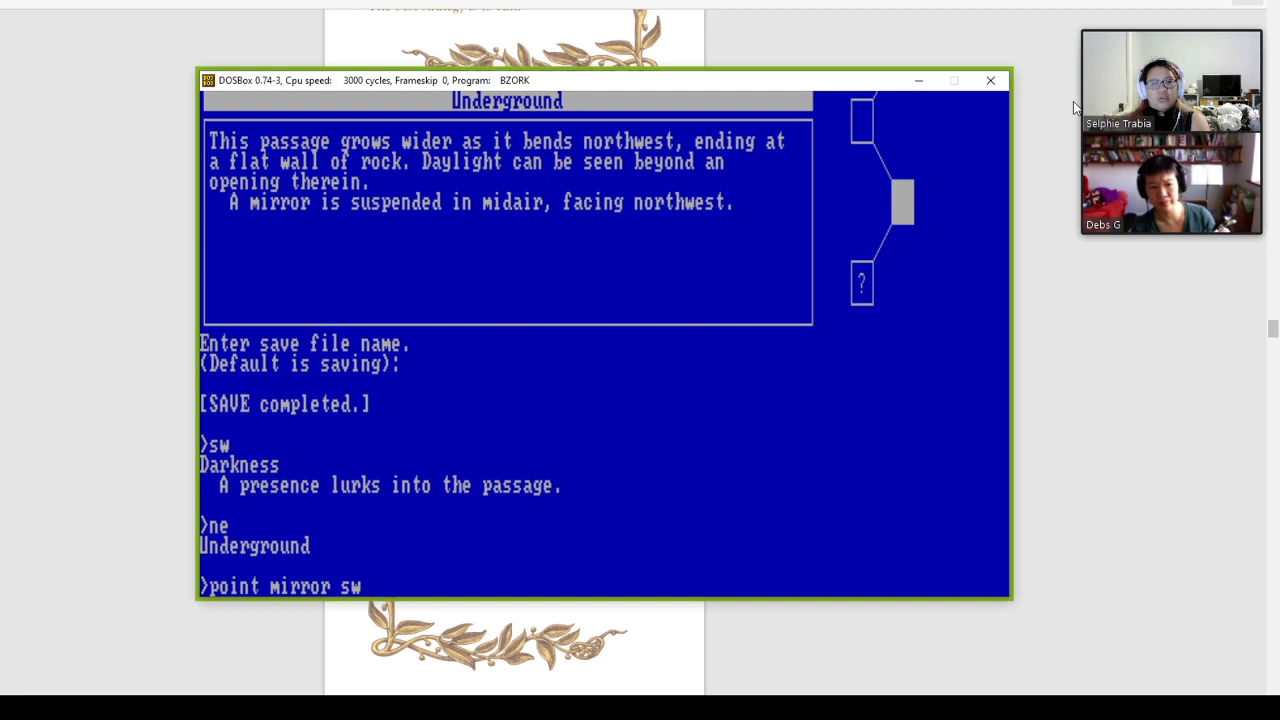 DOSBox 0.74-3, Cpu speed: 3000 cycles, Frameskip 0, Program: BZORK
Underground
This passage grows wider as it bends northwest, ending at
a flat wall of rock. Daylight can be seen beyond an
opening therein.
A mirror is suspended in midair, facing northwest.
?
Enter save file name.
(Default is saving):
[SAVE completed.]
>sw
Darkness
A presence lurks into the passage.
>ne
Underground
>point mirror sw
Selphie Trabia
Debs G